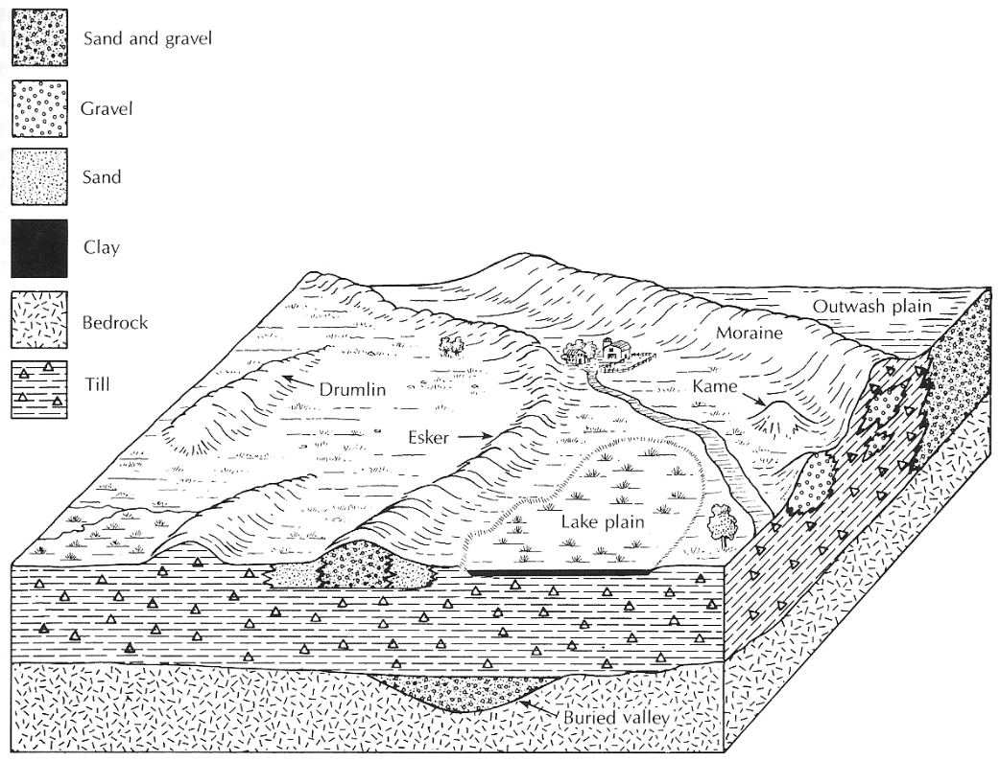 Sand and gravel
Gravel
Sand
Clay
Bedrock
Till
Outwash plain
Moraine
Kame
Drumlin
Esker
Lake plain
Buried valley